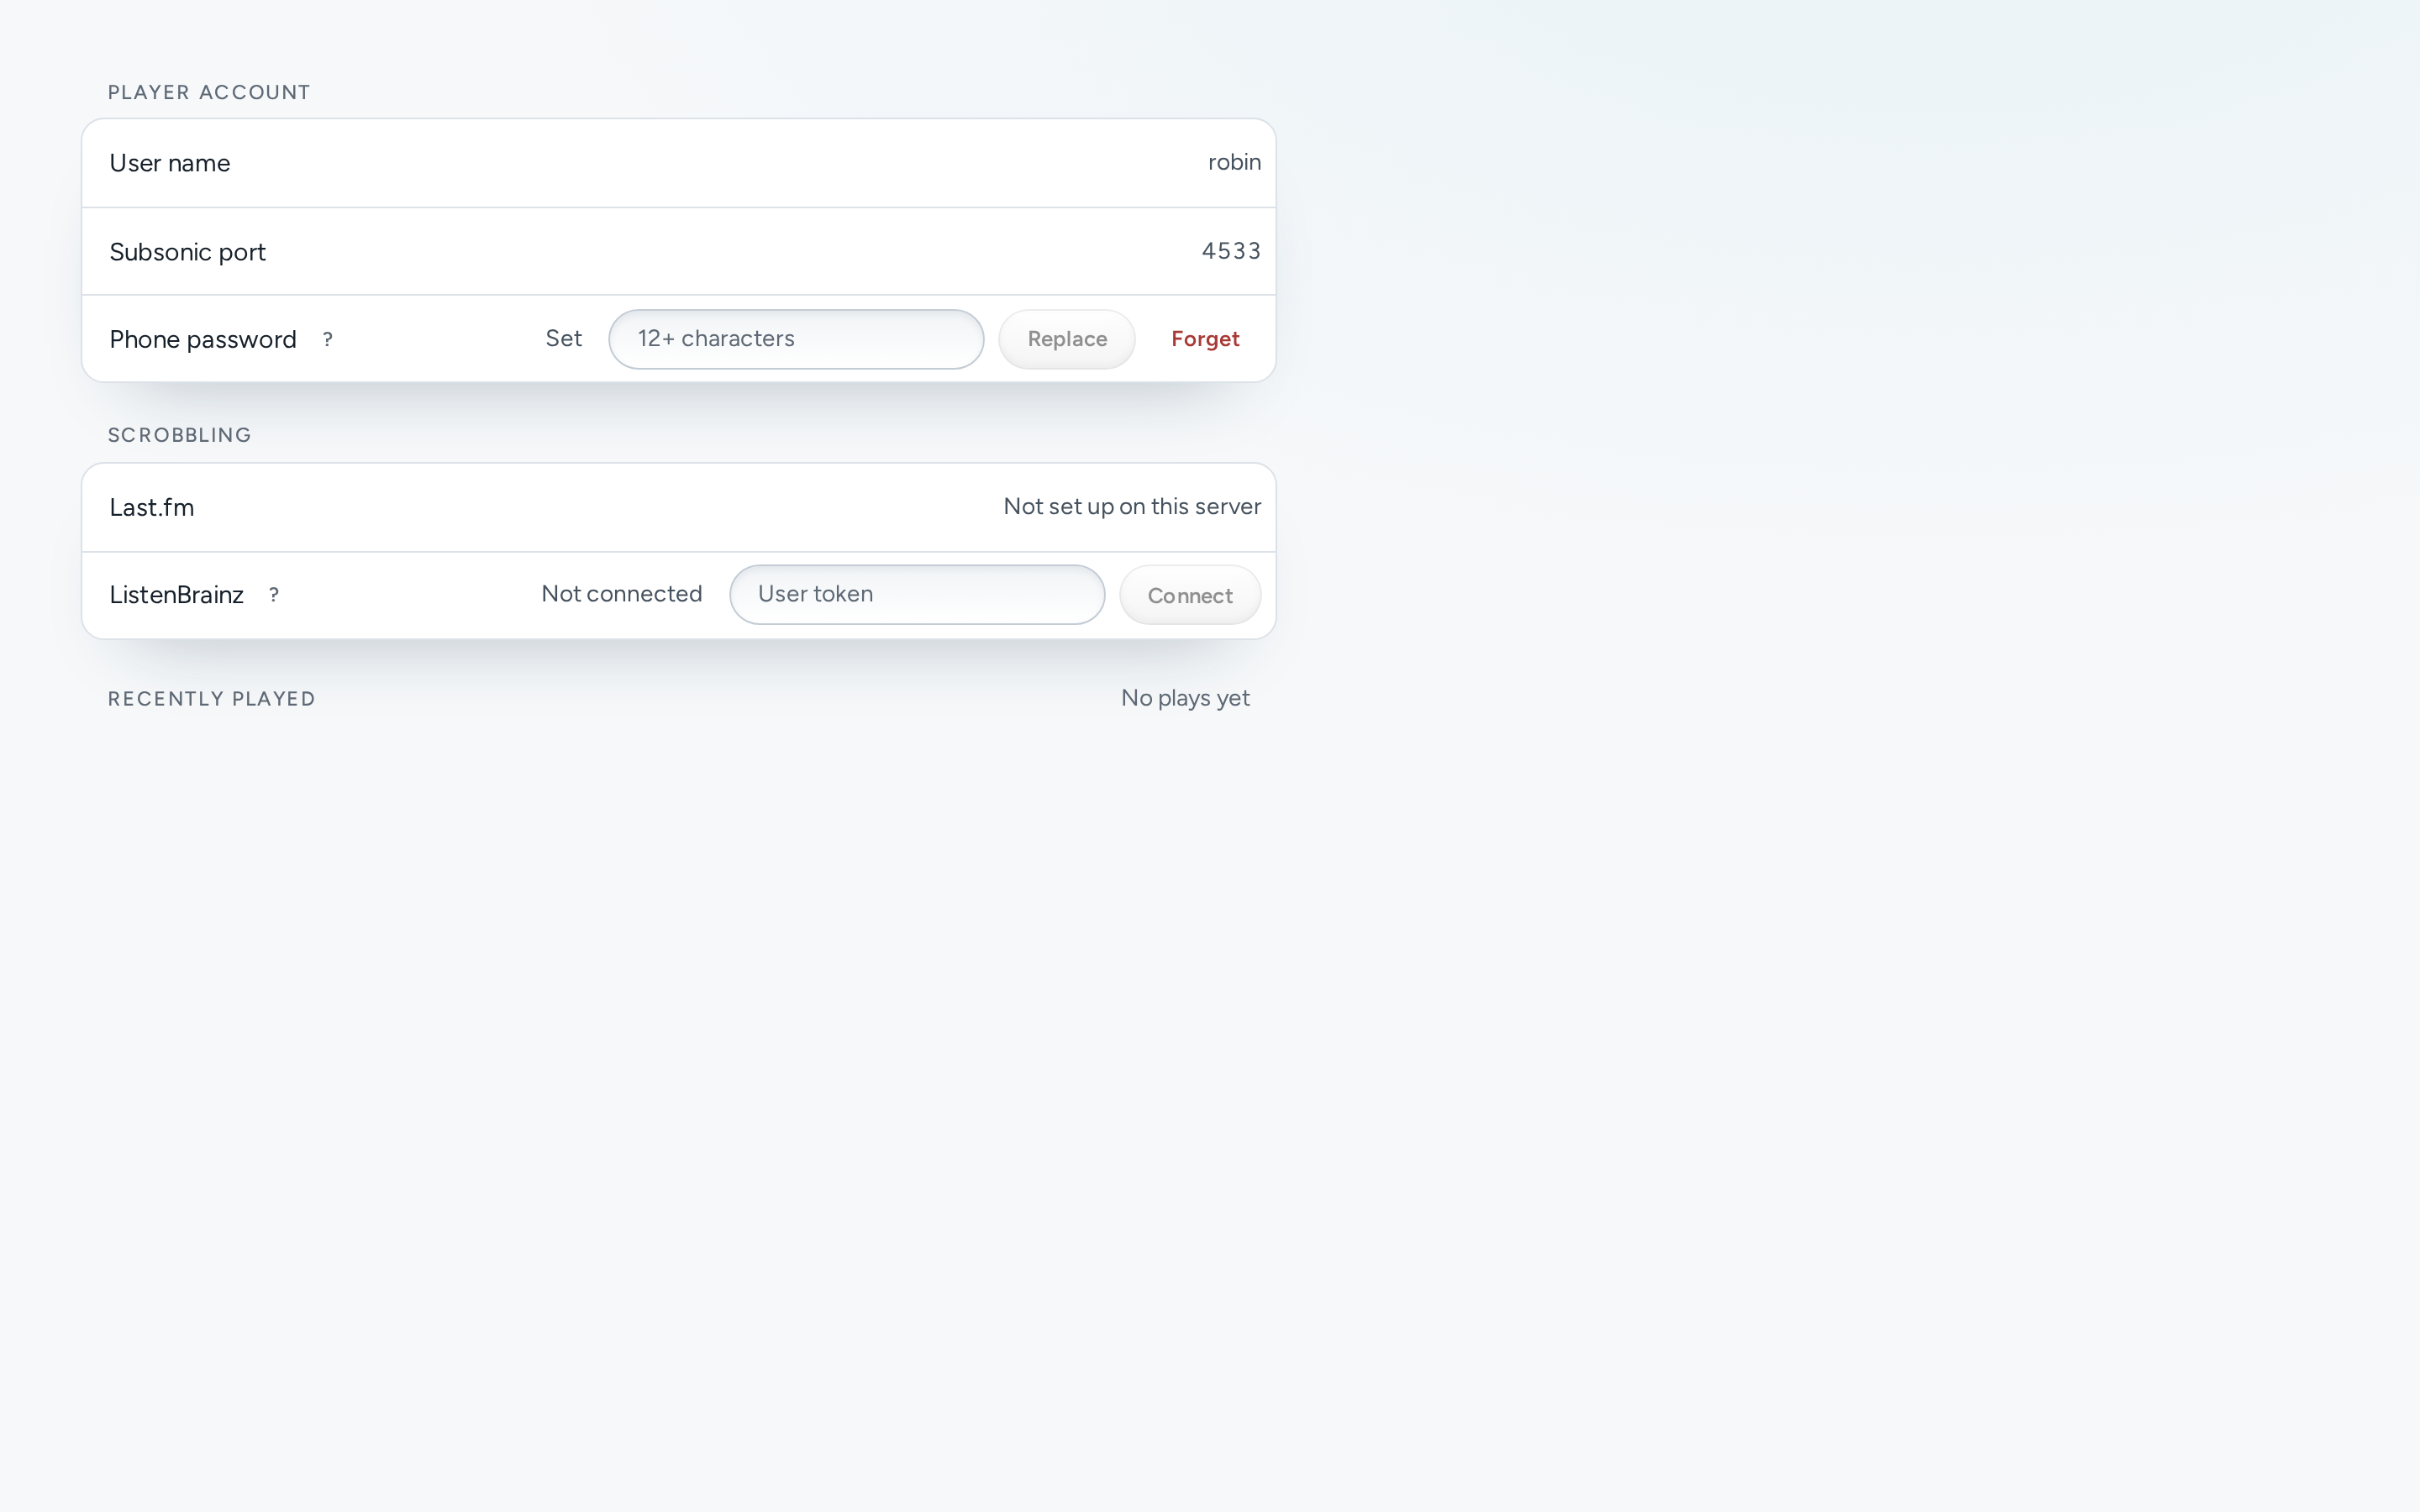 PLAYER ACCOUNT
User name robin
Subsonic port 4533
Phone password ? Set 12+ characters Replace Forget
SCROBBLING
Last.fm Not set up on this server
ListenBrainz ? Not connected User token Connect
RECENTLY PLAYED No plays yet